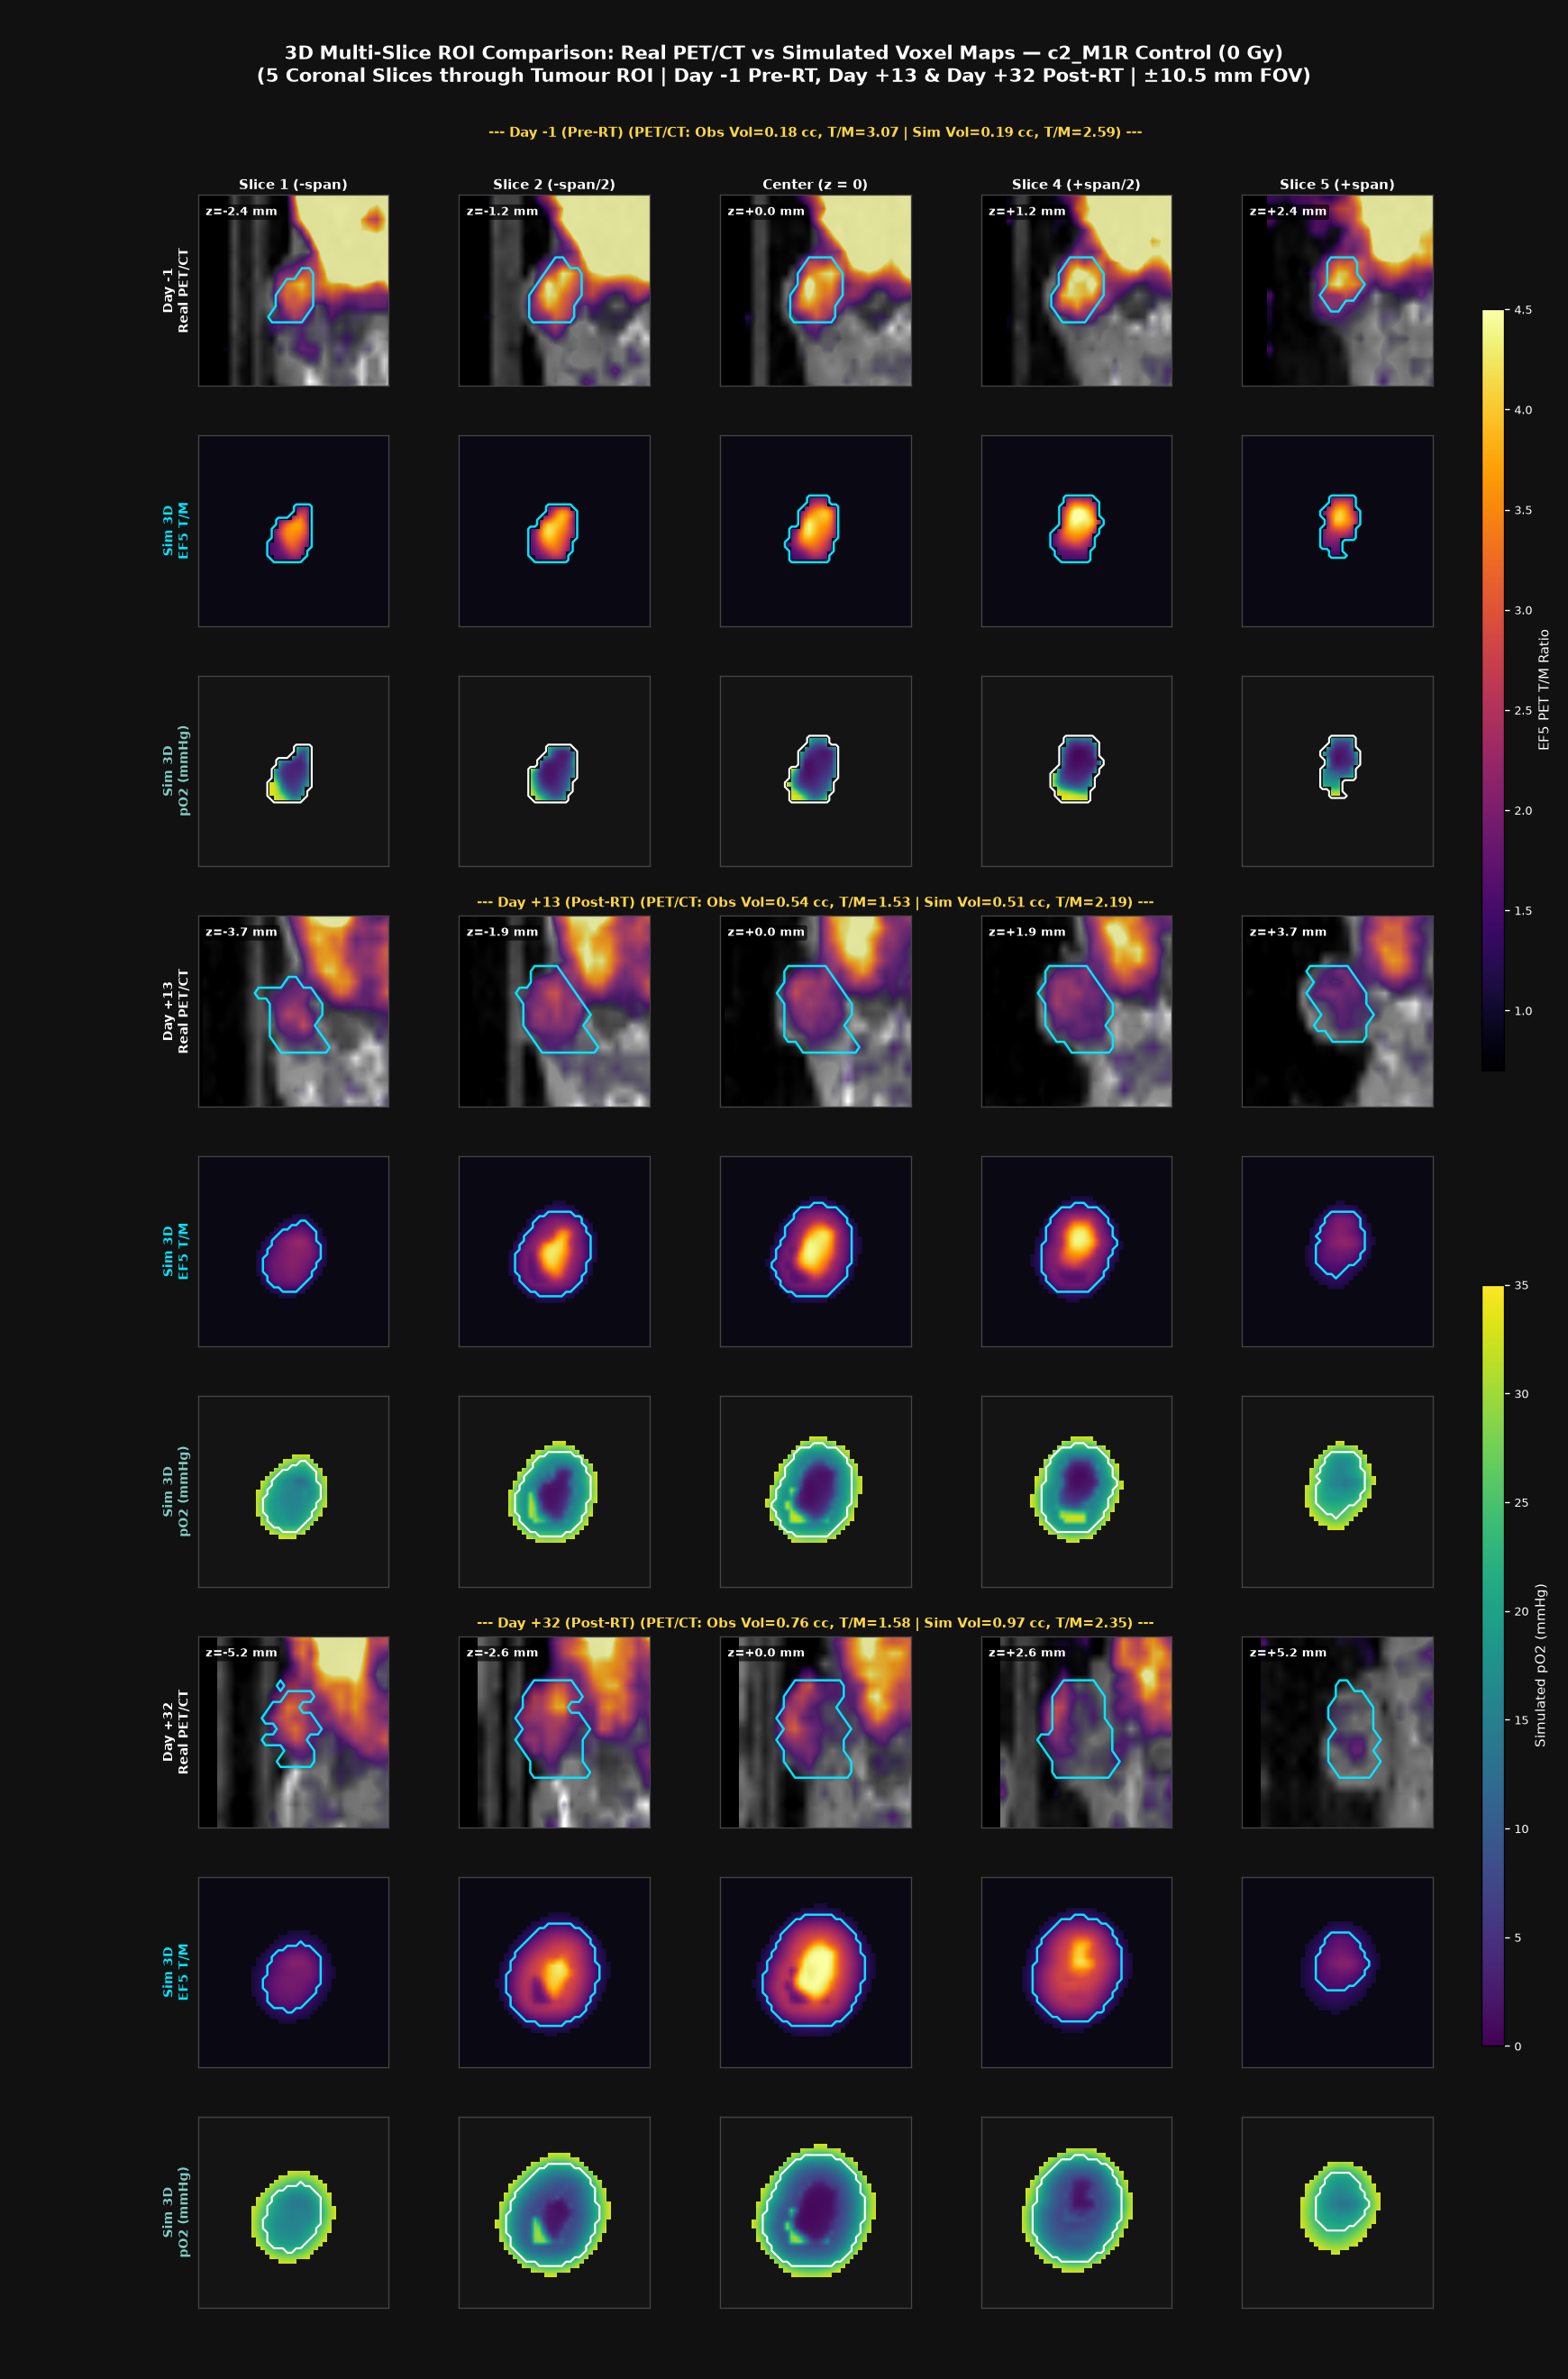 3D Multi-Slice ROI Comparison: Real PET/CT vs Simulated Voxel Maps — c2_M1R Control (0 Gy)
(5 Coronal Slices through Tumour ROI | Day -1 Pre-RT, Day +13 & Day +32 Post-RT | ±10.5 mm FOV)
--- Day -1 (Pre-RT) (PET/CT: Obs Vol=0.18 cc, T/M=3.07 | Sim Vol=0.19 cc, T/M=2.59) ---
Slice 1 (-span)
Slice 2 (-span/2)
Center (z = 0)
Slice 4 (+span/2)
Slice 5 (+span)
Day -1
Real PET/CT
z=-2.4 mm
z=-1.2 mm
z=+0.0 mm
z=+1.2 mm
z=+2.4 mm
Sim 3D
EF5 T/M
Sim 3D
pO2 (mmHg)
--- Day +13 (Post-RT) (PET/CT: Obs Vol=0.54 cc, T/M=1.53 | Sim Vol=0.51 cc, T/M=2.19) ---
Day +13
Real PET/CT
z=-3.7 mm
z=-1.9 mm
z=+0.0 mm
z=+1.9 mm
z=+3.7 mm
Sim 3D
EF5 T/M
Sim 3D
pO2 (mmHg)
--- Day +32 (Post-RT) (PET/CT: Obs Vol=0.76 cc, T/M=1.58 | Sim Vol=0.97 cc, T/M=2.35) ---
Day +32
Real PET/CT
z=-5.2 mm
z=-2.6 mm
z=+0.0 mm
z=+2.6 mm
z=+5.2 mm
Sim 3D
EF5 T/M
Sim 3D
pO2 (mmHg)
4.5
4.0
3.5
3.0
2.5
2.0
1.5
1.0
EF5 PET T/M Ratio
35
30
25
20
15
10
5
0
Simulated pO2 (mmHg)